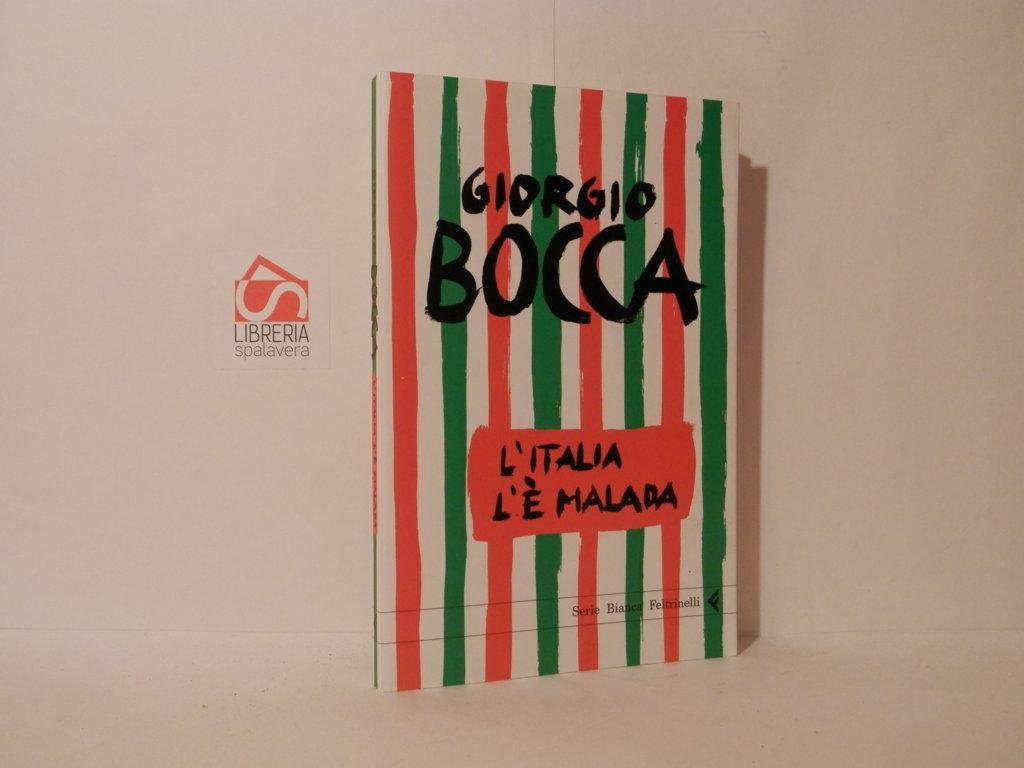 GIORGIO
BOCCA
L'ITALIA
L'È MALADA
Serie Bianca Feltrinelli
LIBRERIA
spalavera